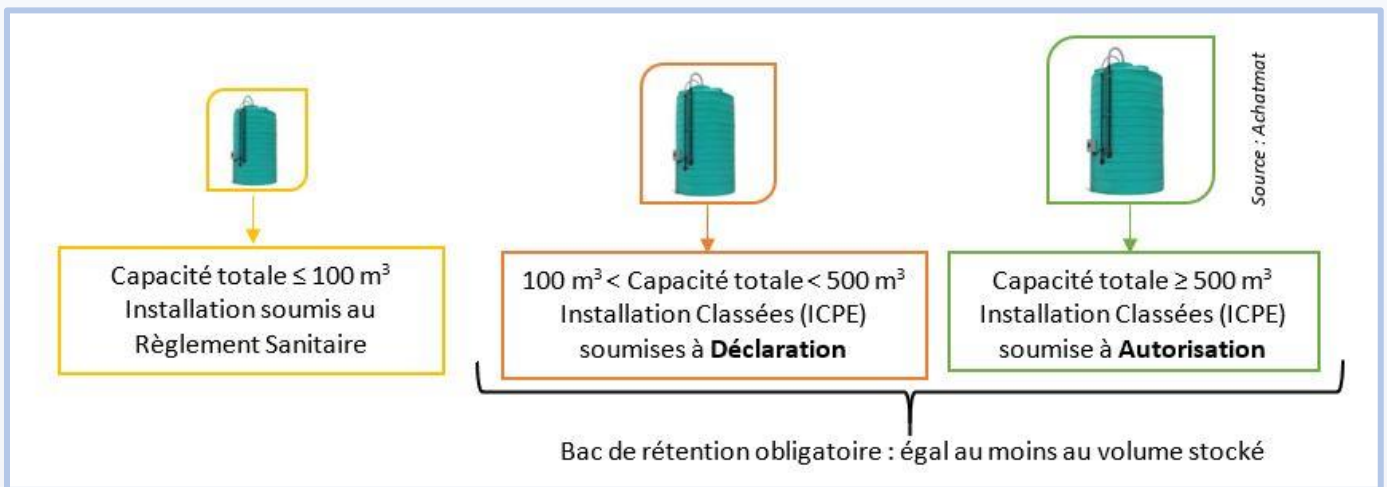 Source : Achatmat
Capacité totale ≤ 100 m³
Installation soumis au
Règlement Sanitaire
100 m³ < Capacité totale < 500 m³
Installation Classées (ICPE)
soumises à Déclaration
Capacité totale ≥ 500 m³
Installation Classées (ICPE)
soumise à Autorisation
Bac de rétention obligatoire : égal au moins au volume stocké